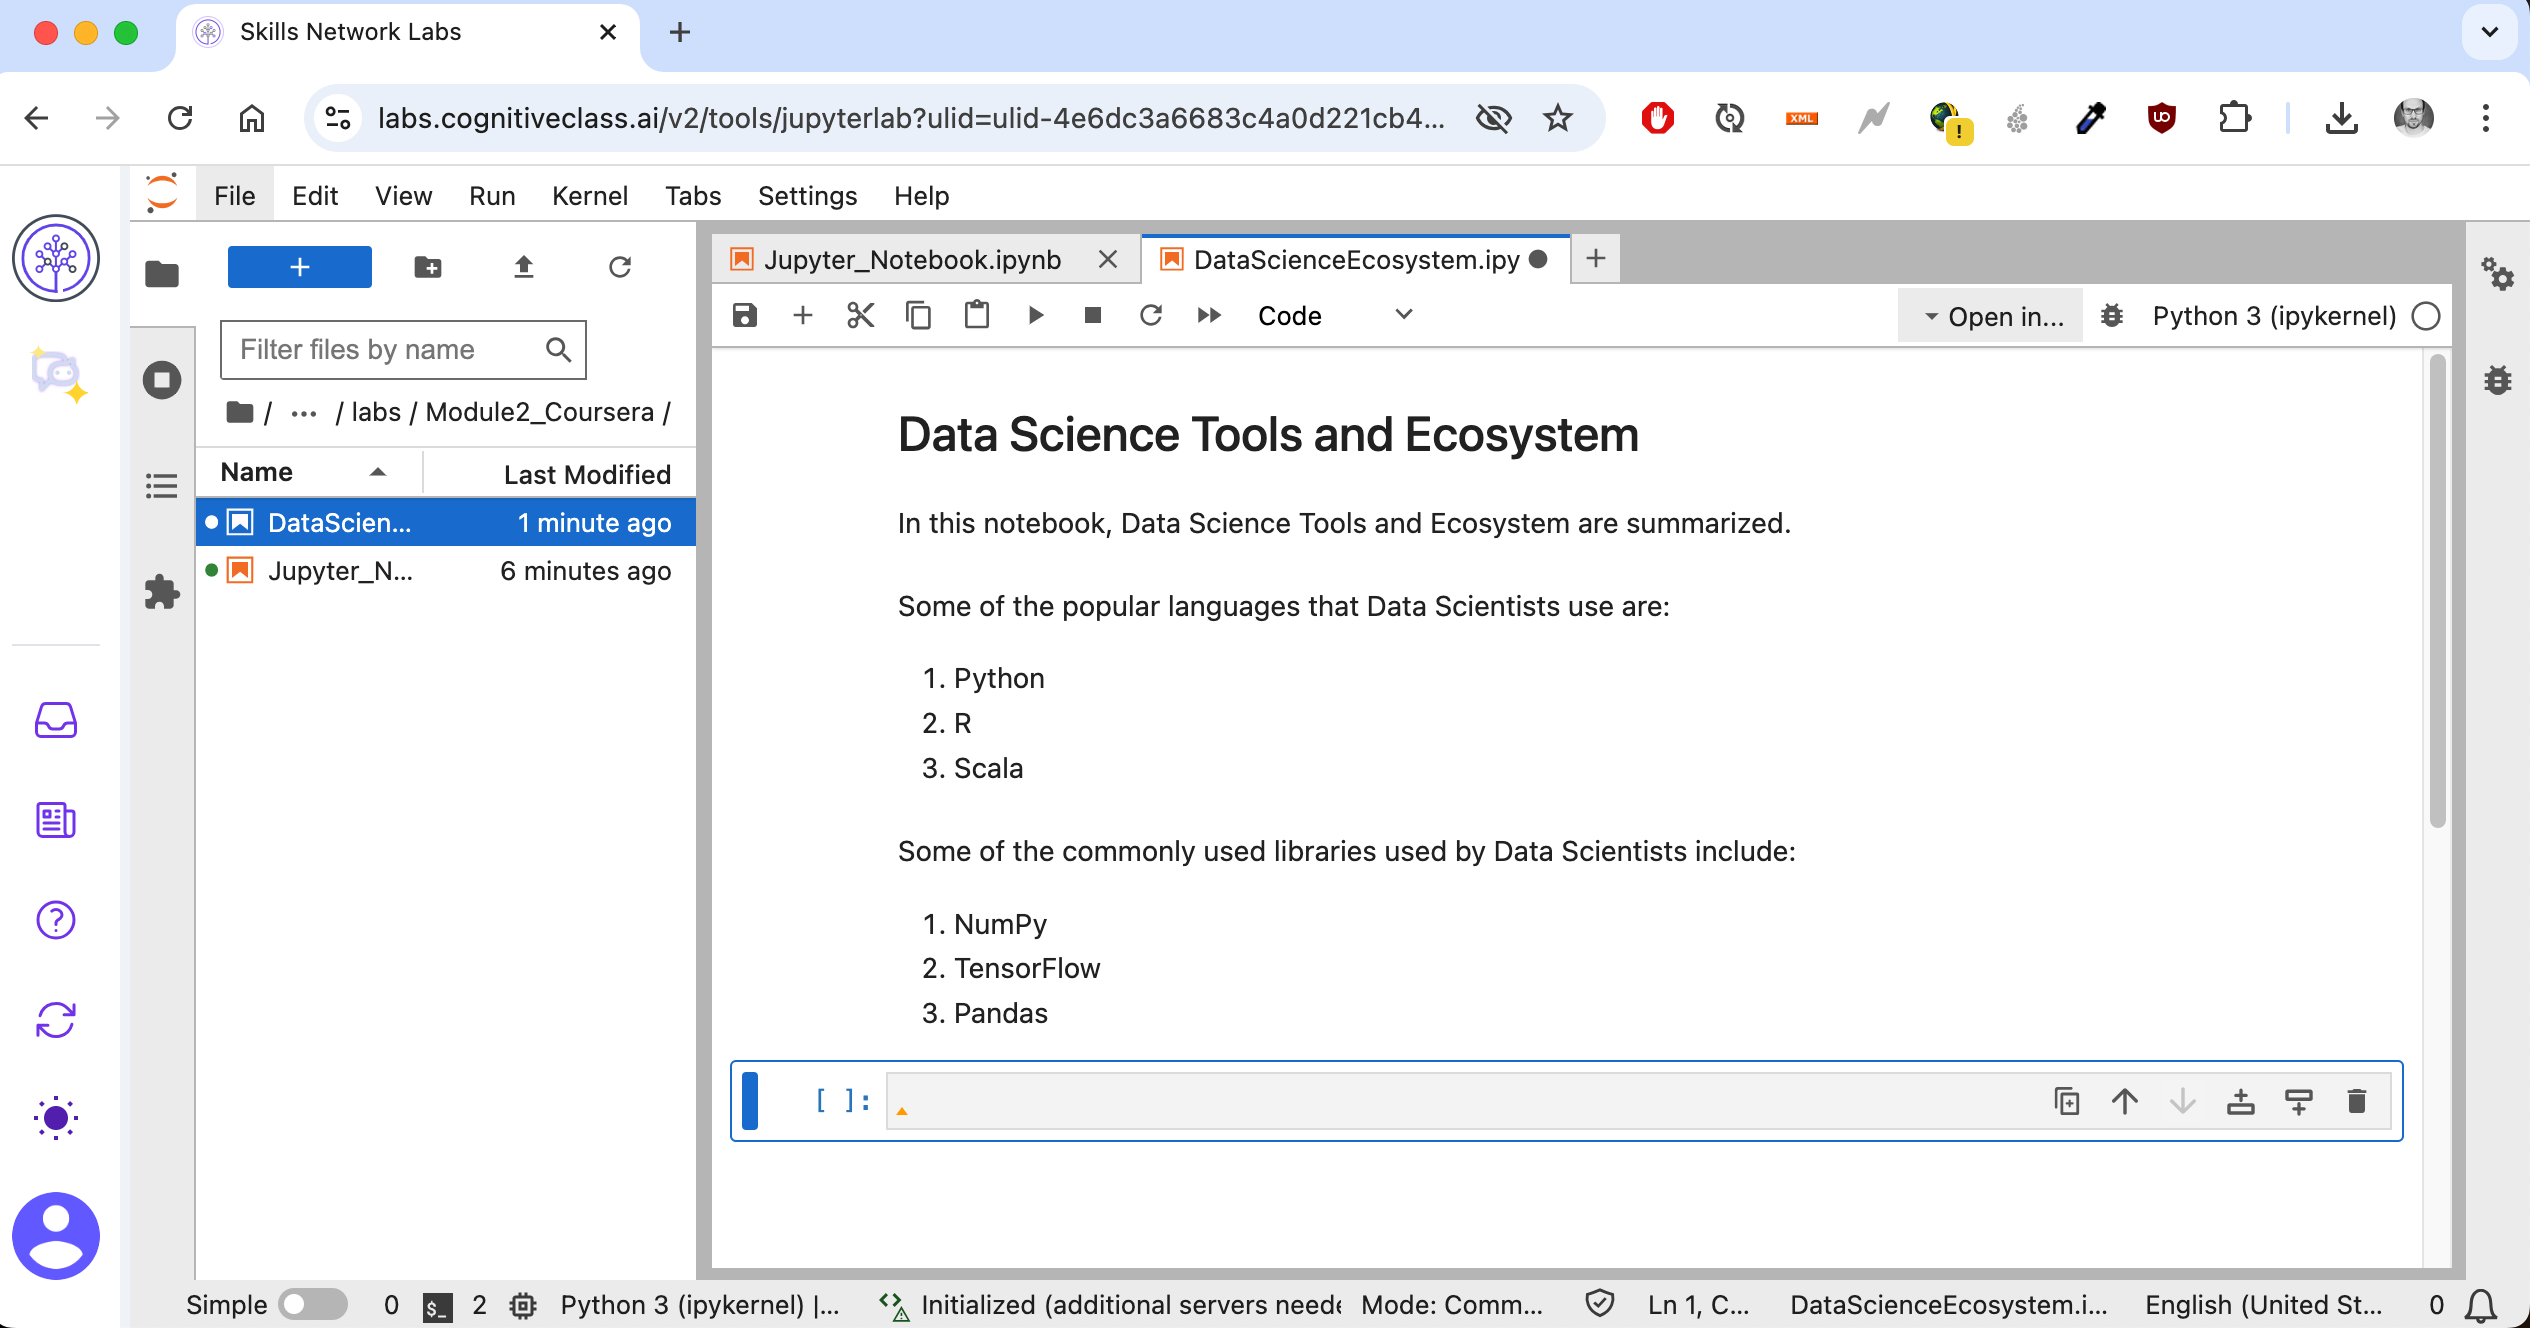 Skills Network Labs
labs.cognitiveclass.ai/v2/tools/jupyterlab?ulid=ulid-4e6dc3a6683c4a0d221cb4...
XML
!
UO
File Edit View Run Kernel Tabs Settings Help
Jupyter_Notebook.ipynb
DataScienceEcosystem.ipy
Code
Open in...
Python 3 (ipykernel)
Filter files by name
/ ... / labs / Module2_Coursera /
Name Last Modified
DataScien... 1 minute ago
Jupyter_N... 6 minutes ago
Data Science Tools and Ecosystem
In this notebook, Data Science Tools and Ecosystem are summarized.
Some of the popular languages that Data Scientists use are:
1. Python
2. R
3. Scala
Some of the commonly used libraries used by Data Scientists include:
1. NumPy
2. TensorFlow
3. Pandas
[ ]:
Simple 0 $_ 2 Python 3 (ipykernel) |... Initialized (additional servers neede Mode: Comm... Ln 1, C... DataScienceEcosystem.i... English (United St... 0